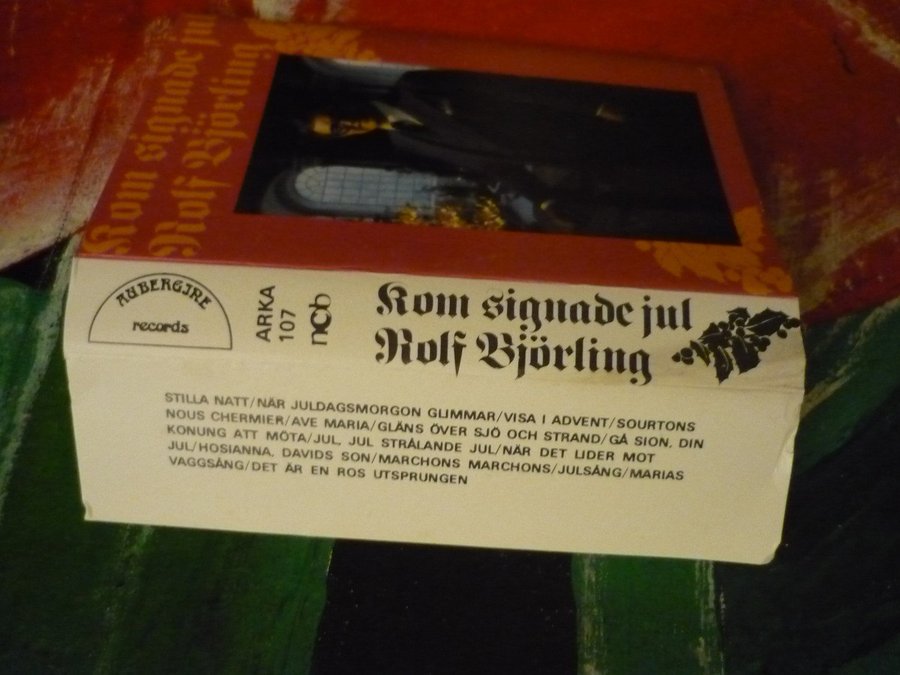 Kom signade jul
Rolf Björling
AUBERGINE
records
ARKA
107
ncb
Kom signade jul
Rolf Björling
STILLA NATT/NÄR JULDAGSMORGON GLIMMAR/VISA I ADVENT/SOURTONS
NOUS CHERMIER/AVE MARIA/GLÄNS ÖVER SJÖ OCH STRAND/GÅ SION, DIN
KONUNG ATT MÖTA/JUL, JUL STRÅLANDE JUL/NÄR DET LIDER MOT
JUL/HOSIANNA, DAVIDS SON/MARCHONS MARCHONS/JULSÅNG/MARIAS
VAGGSÅNG/DET ÄR EN ROS UTSPRUNGEN